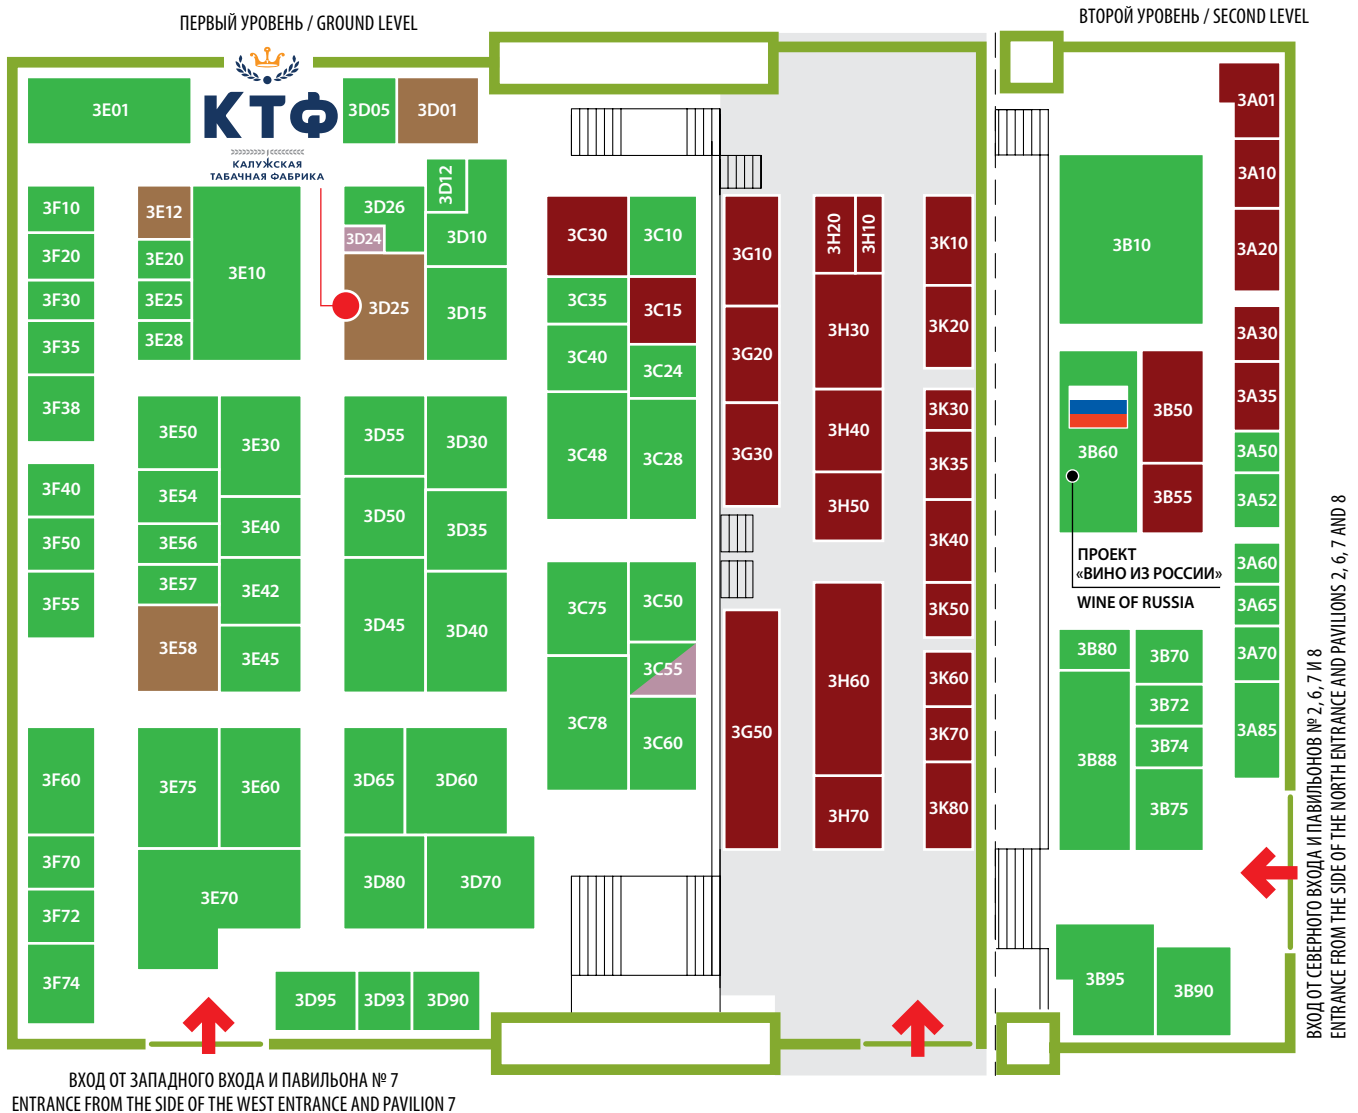 ПЕРВЫЙ УРОВЕНЬ / GROUND LEVEL
ВТОРОЙ УРОВЕНЬ / SECOND LEVEL
КТФ
КАЛУЖСКАЯ
ТАБАЧНАЯ ФАБРИКА
3E01
3D05
3D01
3F10
3F20
3F30
3F35
3F38
3F40
3F50
3F55
3F60
3F70
3F72
3F74
3E12
3E20
3E25
3E28
3E10
3E50
3E54
3E56
3E57
3E58
3E30
3E40
3E42
3E45
3E75
3E60
3E70
3D12
3D26
3D24
3D10
3D25
3D15
3D55
3D50
3D45
3D30
3D35
3D40
3D65
3D60
3D80
3D70
3D95
3D93
3D90
3C30
3C10
3C35
3C15
3C40
3C24
3C48
3C28
3C75
3C50
3C55
3C78
3C60
3G10
3G20
3G30
3G50
3H20
3H10
3H30
3H40
3H50
3H60
3H70
3K10
3K20
3K30
3K35
3K40
3K50
3K60
3K70
3K80
3B10
3B60
3B50
3B55
ПРОЕКТ
«ВИНО ИЗ РОССИИ»
WINE OF RUSSIA
3B80
3B70
3B72
3B74
3B88
3B75
3B95
3B90
3A01
3A10
3A20
3A30
3A35
3A50
3A52
3A60
3A65
3A70
3A85
ВХОД ОТ СЕВЕРНОГО ВХОДА И ПАВИЛЬОНОВ № 2, 6, 7 И 8
ENTRANCE FROM THE SIDE OF THE NORTH ENTRANCE AND PAVILIONS 2, 6, 7 AND 8
ВХОД ОТ ЗАПАДНОГО ВХОДА И ПАВИЛЬОНА № 7
ENTRANCE FROM THE SIDE OF THE WEST ENTRANCE AND PAVILION 7